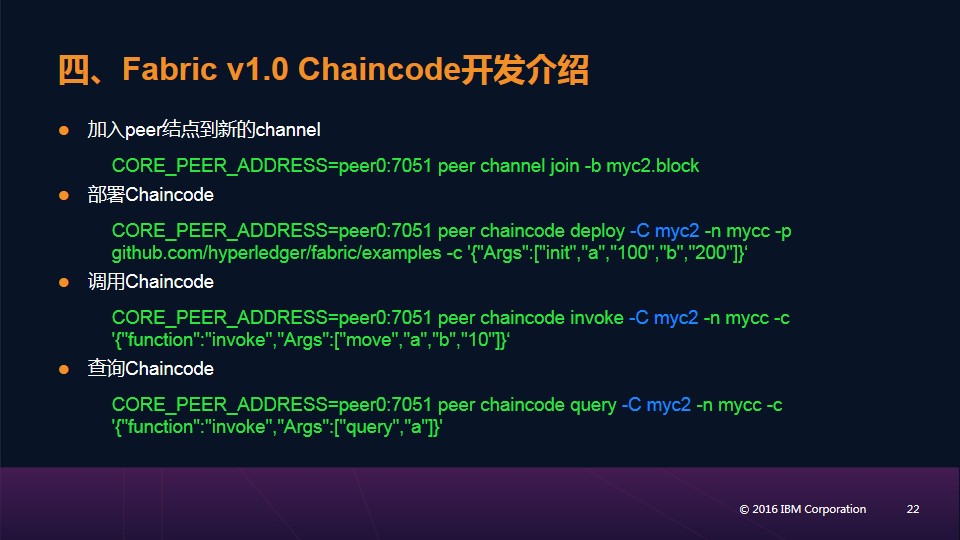 四、Fabric v1.0 Chaincode开发介绍
● 加入peer结点到新的channel
CORE_PEER_ADDRESS=peer0:7051 peer channel join -b myc2.block
● 部署Chaincode
CORE_PEER_ADDRESS=peer0:7051 peer chaincode deploy -C myc2 -n mycc -p
github.com/hyperledger/fabric/examples -c '{"Args":["init","a","100","b","200"]}‘
● 调用Chaincode
CORE_PEER_ADDRESS=peer0:7051 peer chaincode invoke -C myc2 -n mycc -c
'{"function":"invoke","Args":["move","a","b","10"]}‘
● 查询Chaincode
CORE_PEER_ADDRESS=peer0:7051 peer chaincode query -C myc2 -n mycc -c
'{"function":"invoke","Args":["query","a"]}'
© 2016 IBM Corporation 22